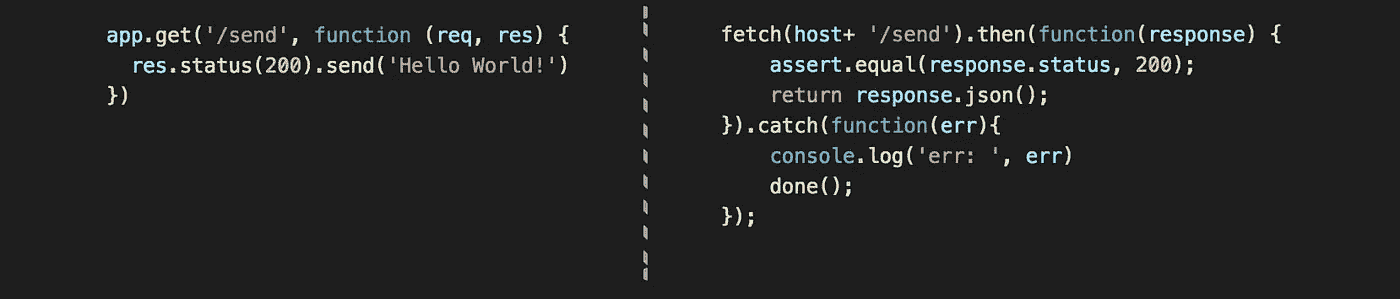 app.get('/send', function (req, res) {
  res.status(200).send('Hello World!')
})
fetch(host+ '/send').then(function(response) {
    assert.equal(response.status, 200);
    return response.json();
}).catch(function(err){
    console.log('err: ', err)
    done();
});